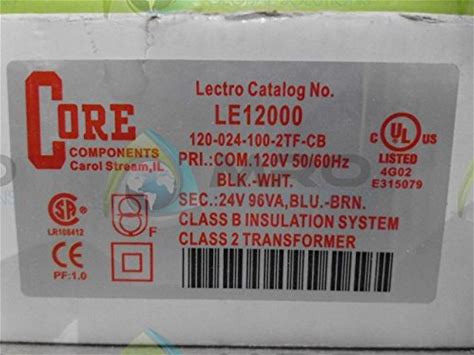 CORE
COMPONENTS
Carol Stream,IL
Lectro Catalog No.
LE12000
120-024-100-2TF-CB
PRI.:COM.120V 50/60Hz
BLK.-WHT.
SEC.:24V 96VA,BLU.-BRN.
CLASS B INSULATION SYSTEM
CLASS 2 TRANSFORMER
C UL US
LISTED
4G02
E315079
LR108412
F
CE
PF:1.0